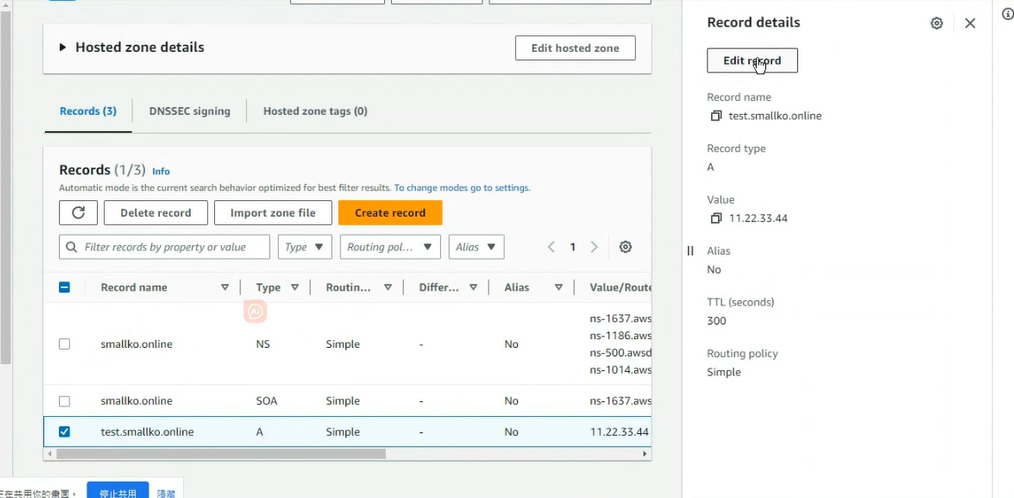 Hosted zone details
Edit hosted zone
Records (3)
DNSSEC signing
Hosted zone tags (0)
Records (1/3) Info
Automatic mode is the current search behavior optimized for best filter results. To change modes go to settings.
Delete record
Import zone file
Create record
Filter records by property or value
Type
Routing pol...
Alias
1
Record name Type Routin... Differ... Alias Value/Route
ns-1637.aws
ns-1186.aws
smallko.online NS Simple - No
ns-500.awsd
ns-1014.aws
smallko.online SOA Simple - No ns-1637.aws
test.smallko.online A Simple - No 11.22.33.44
正在共用你的畫面。 停止共用 隱藏
Record details
Edit record
Record name
test.smallko.online
Record type
A
Value
11.22.33.44
Alias
No
TTL (seconds)
300
Routing policy
Simple
AI